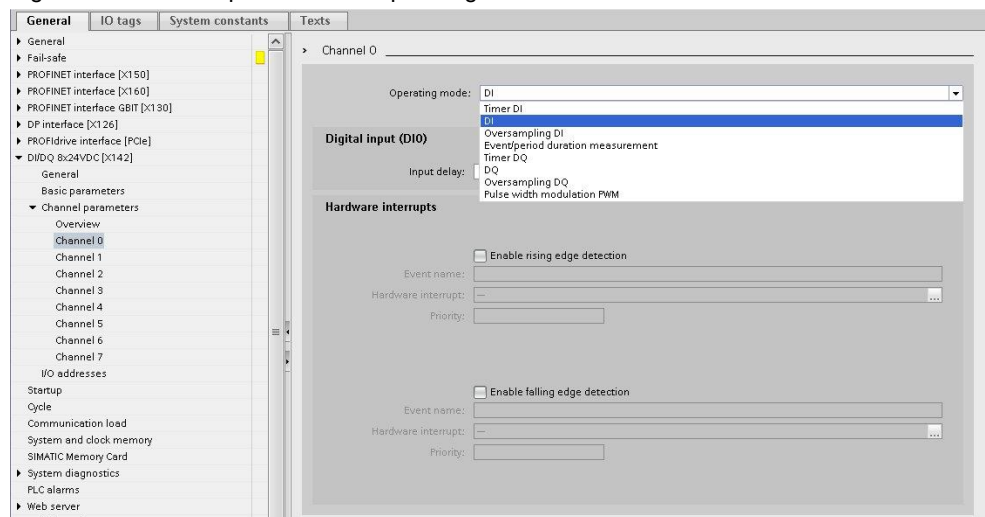 General IO tags System constants Texts
General
Fail-safe
PROFINET interface [X150]
PROFINET interface [X160]
PROFINET interface GBIT [X130]
DP interface [X126]
PROFIdrive interface [PCIe]
DI/DQ 8x24VDC [X142]
General
Basic parameters
Channel parameters
Overview
Channel 0
Channel 1
Channel 2
Channel 3
Channel 4
Channel 5
Channel 6
Channel 7
I/O addresses
Startup
Cycle
Communication load
System and clock memory
SIMATIC Memory Card
System diagnostics
PLC alarms
Web server
Channel 0
Operating mode: DI
Timer DI
DI
Oversampling DI
Event/period duration measurement
Timer DQ
DQ
Oversampling DQ
Pulse width modulation PWM
Digital input (DI0)
Input delay:
Hardware interrupts
Enable rising edge detection
Event name:
Hardware interrupt: ---
...
Priority:
Enable falling edge detection
Event name:
Hardware interrupt: ---
...
Priority: